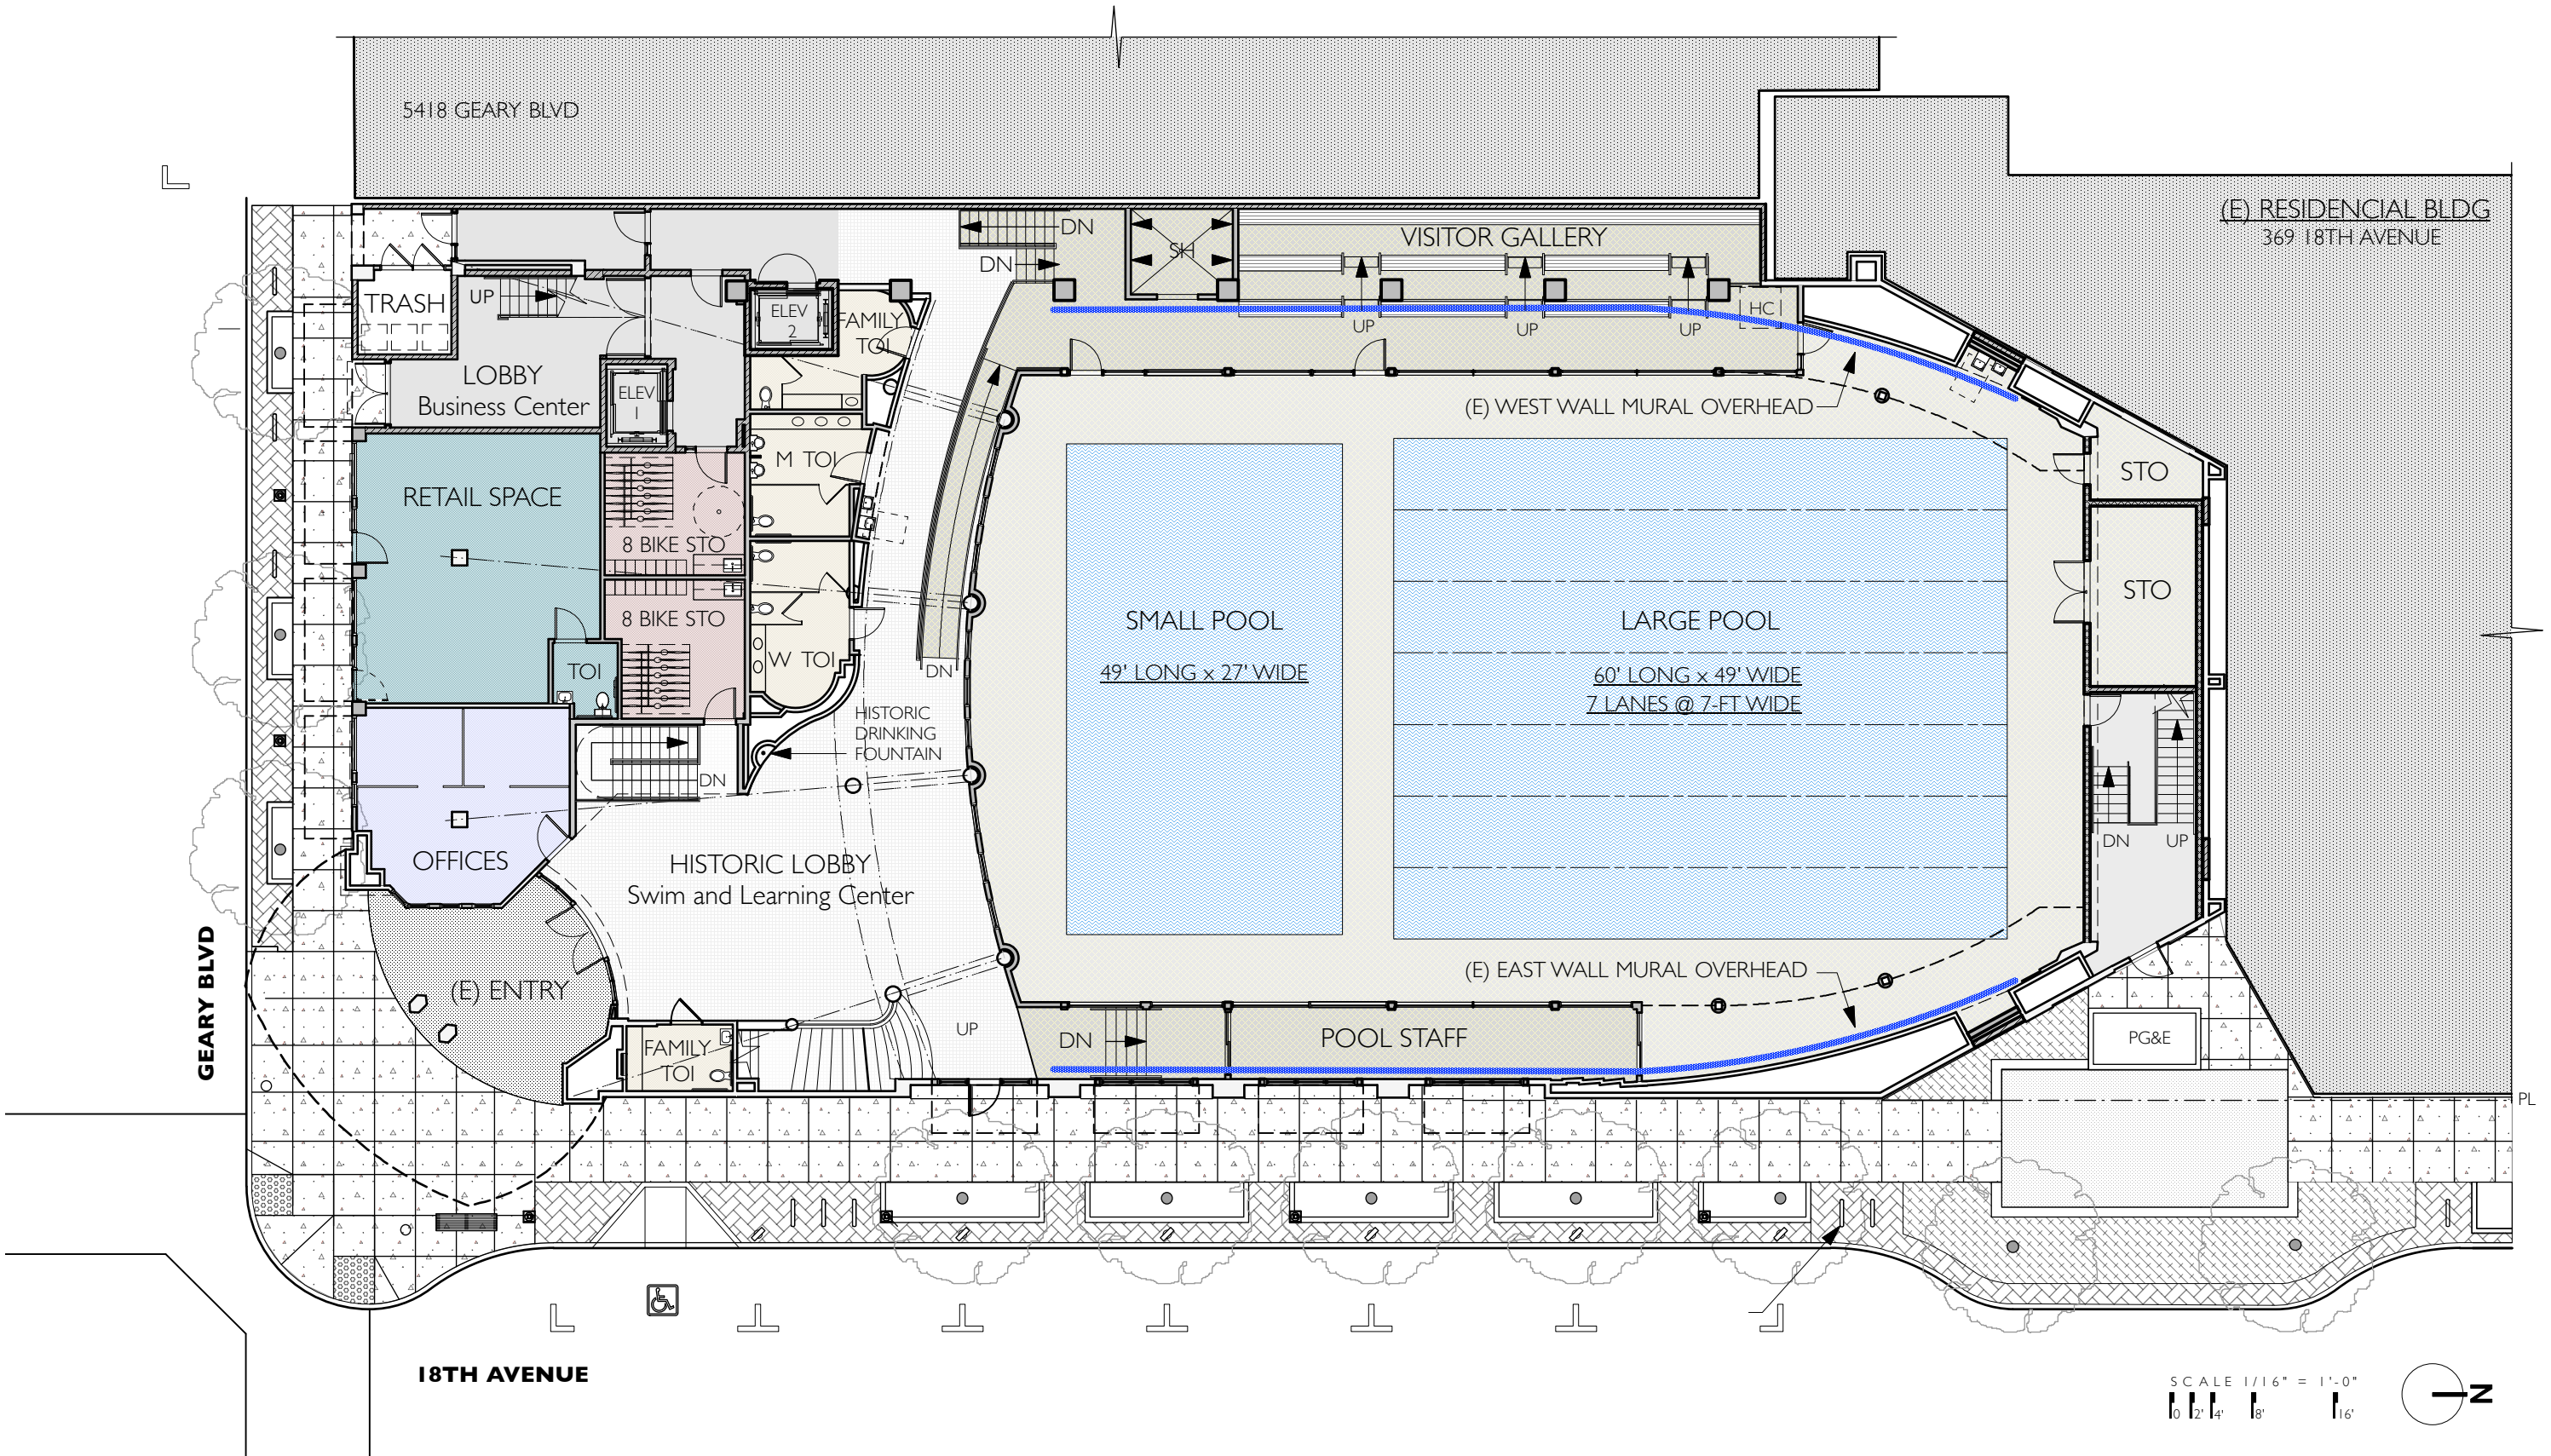 5418 GEARY BLVD
(E) RESIDENCIAL BLDG
369 18TH AVENUE
DN
VISITOR GALLERY
SH
DN
TRASH
UP
ELEV
2
FAMILY
TOI
UP
UP
UP
HC
LOBBY
Business Center
ELEV
1
(E) WEST WALL MURAL OVERHEAD
M TOI
STO
RETAIL SPACE
8 BIKE STO
STO
8 BIKE STO
SMALL POOL
LARGE POOL
W TOI
TOI
DN
49' LONG x 27' WIDE
60' LONG x 49' WIDE
7 LANES @ 7-FT WIDE
HISTORIC
DRINKING
FOUNTAIN
DN
DN
UP
OFFICES
HISTORIC LOBBY
Swim and Learning Center
GEARY BLVD
(E) ENTRY
(E) EAST WALL MURAL OVERHEAD
UP
DN
POOL STAFF
PG&E
FAMILY
TOI
PL
18TH AVENUE
SCALE 1/16" = 1'-0"
0 2' 4' 8' 16'
N